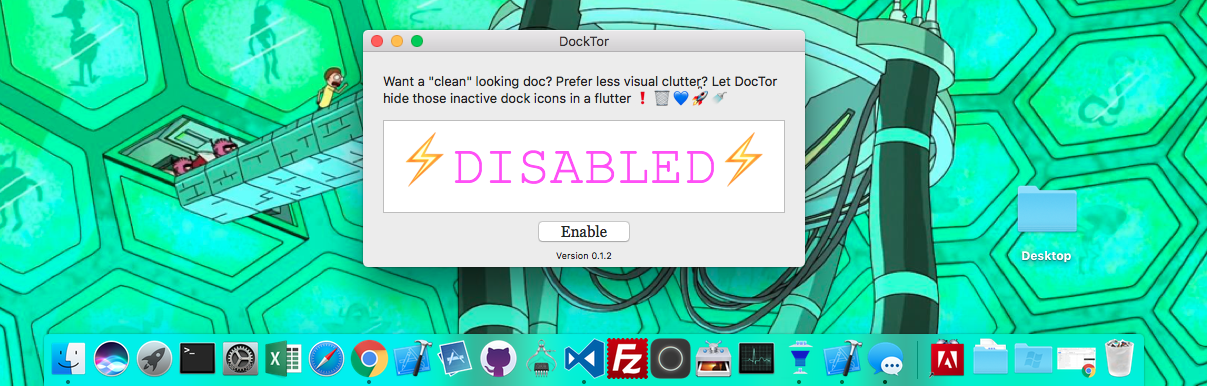 DockTor
Want a "clean" looking doc? Prefer less visual clutter? Let DocTor
hide those inactive dock icons in a flutter ❗️ 🗑 💙 🚀 🍼
⚡DISABLED⚡
Enable
Version 0.1.2
Desktop
>_
X
Fz